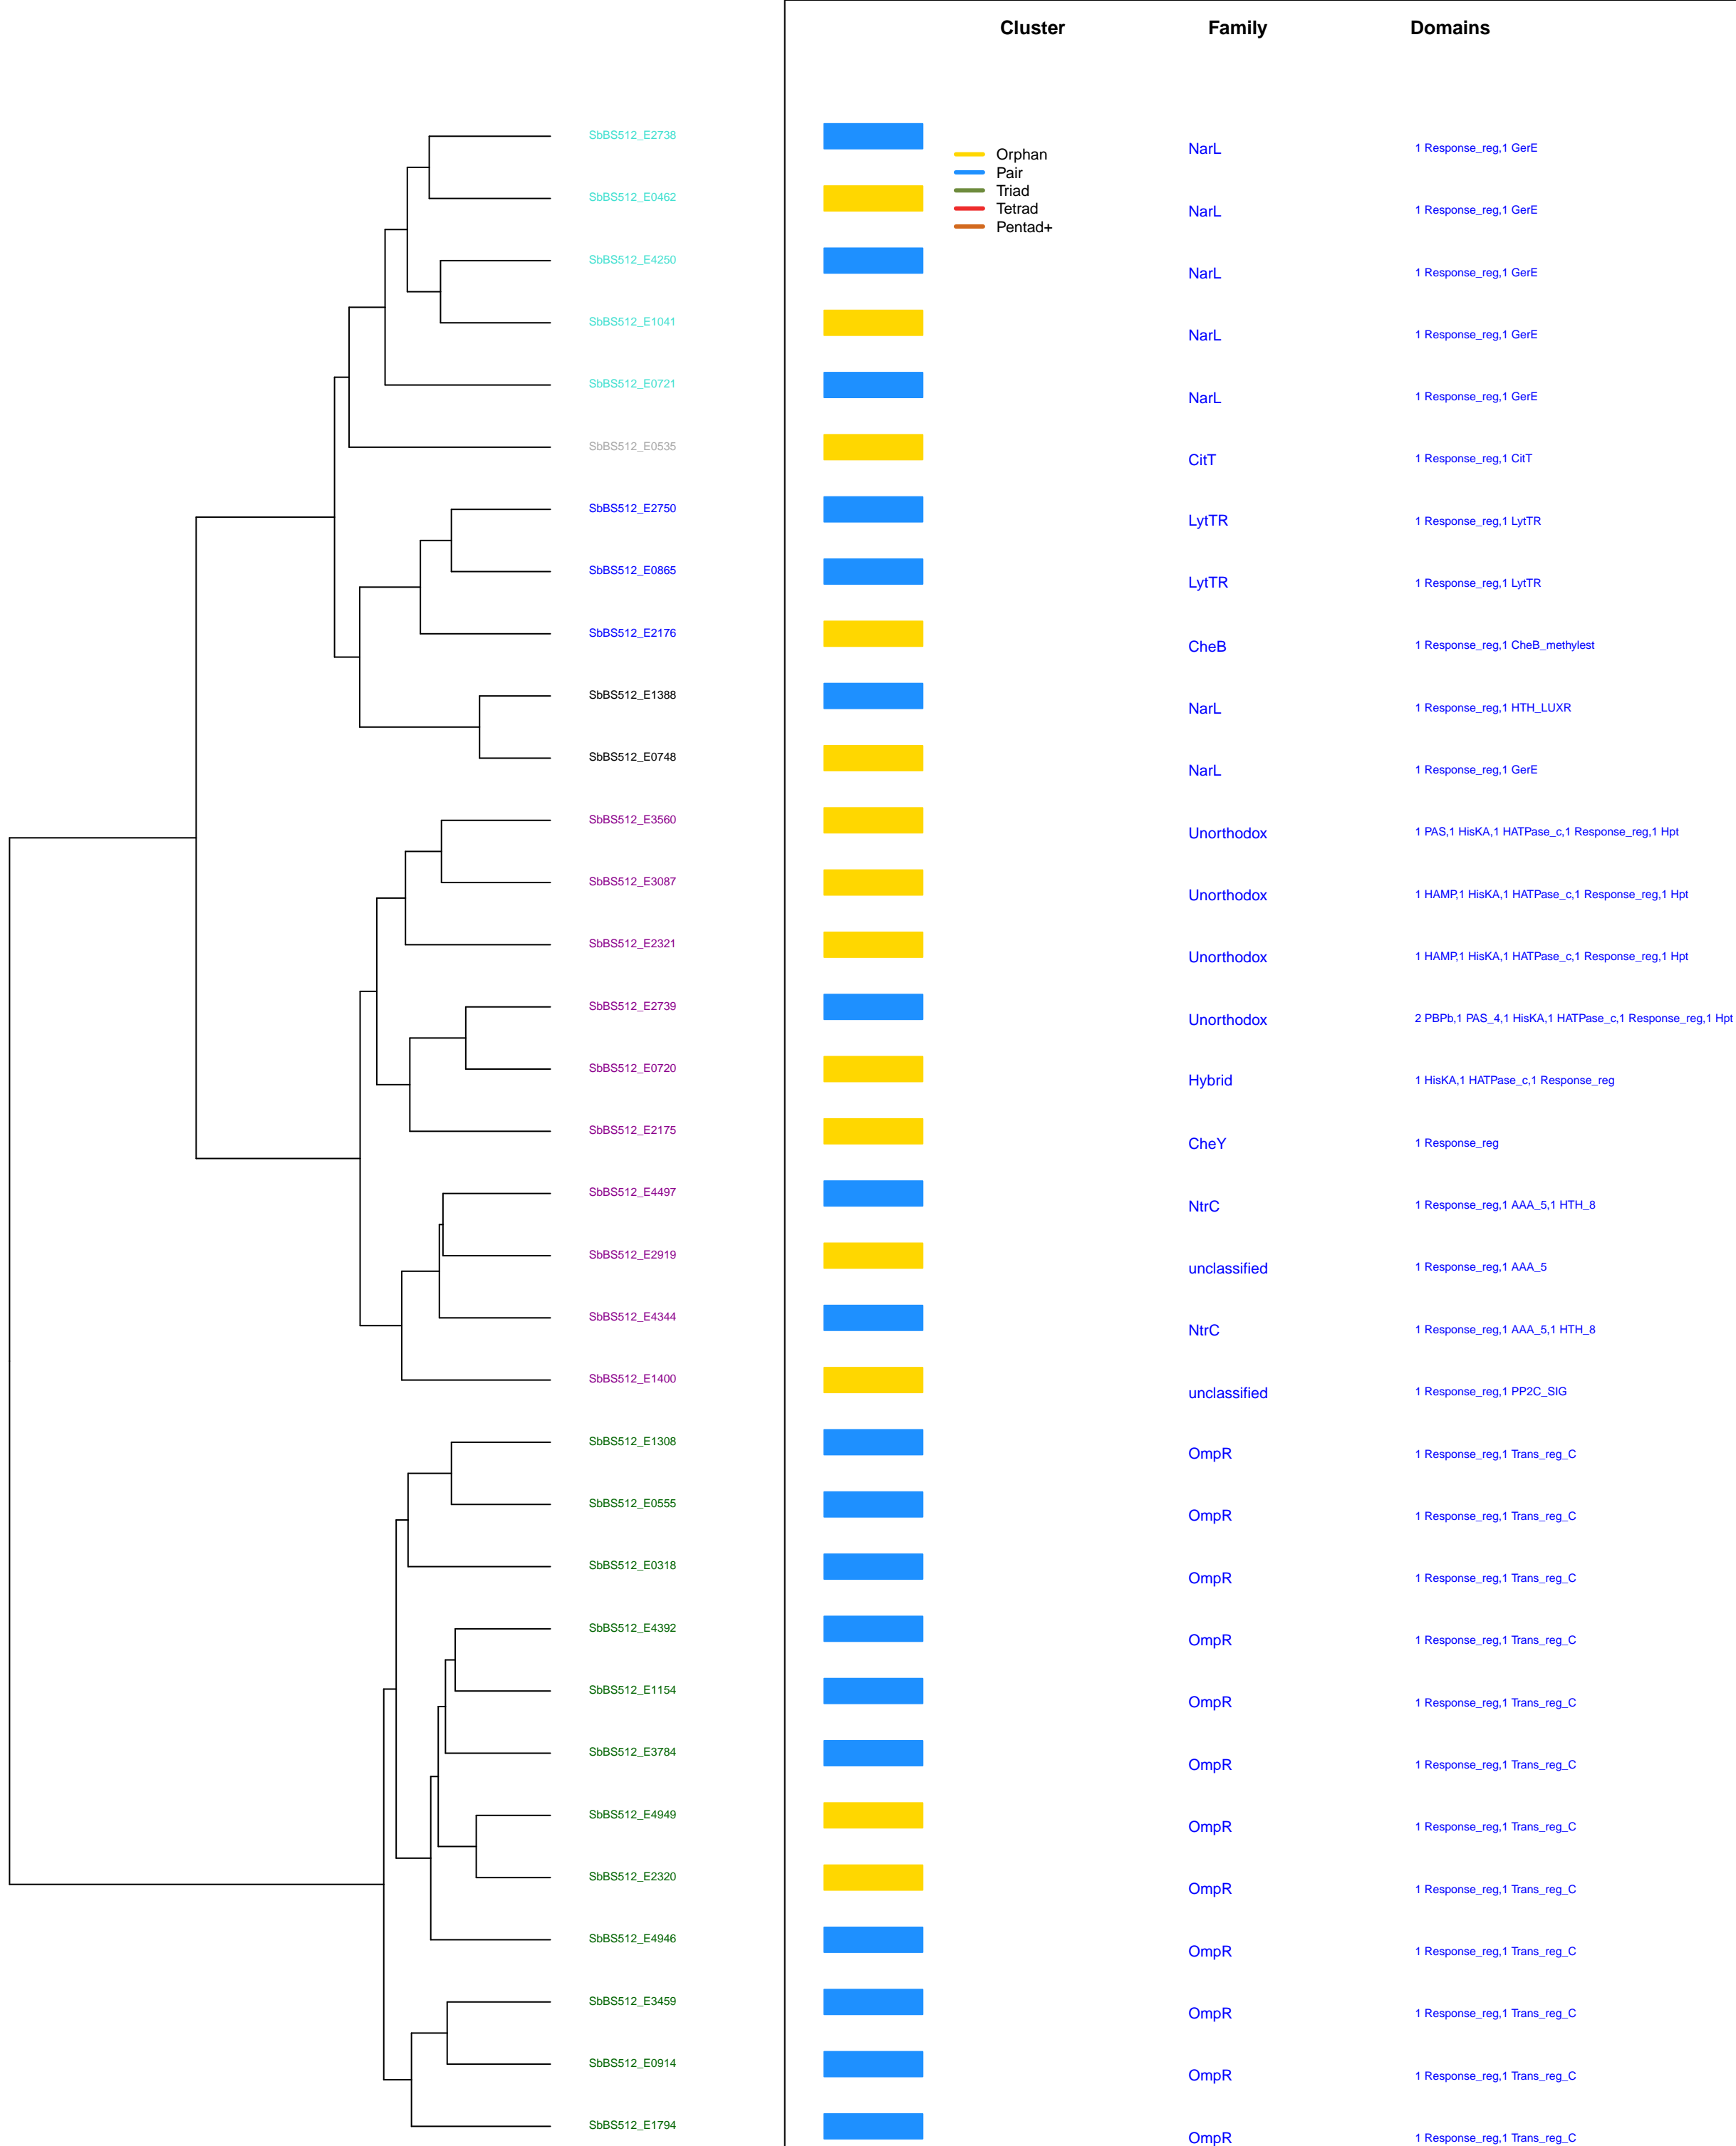 Cluster Family Domains
SbBS512_E2738 NarL 1 Response_reg,1 GerE
Orphan
Pair
Triad
SbBS512_E0462 NarL 1 Response_reg,1 GerE
Tetrad
Pentad+
SbBS512_E4250 NarL 1 Response_reg,1 GerE
SbBS512_E1041 NarL 1 Response_reg,1 GerE
SbBS512_E0721 NarL 1 Response_reg,1 GerE
SbBS512_E0535 CitT 1 Response_reg,1 CitT
SbBS512_E2750 LytTR 1 Response_reg,1 LytTR
SbBS512_E0865 LytTR 1 Response_reg,1 LytTR
SbBS512_E2176 CheB 1 Response_reg,1 CheB_methylest
SbBS512_E1388 NarL 1 Response_reg,1 HTH_LUXR
SbBS512_E0748 NarL 1 Response_reg,1 GerE
SbBS512_E3560 Unorthodox 1 PAS,1 HisKA,1 HATPase_c,1 Response_reg,1 Hpt
SbBS512_E3087 Unorthodox 1 HAMP,1 HisKA,1 HATPase_c,1 Response_reg,1 Hpt
SbBS512_E2321 Unorthodox 1 HAMP,1 HisKA,1 HATPase_c,1 Response_reg,1 Hpt
SbBS512_E2739 Unorthodox 2 PBPb,1 PAS_4,1 HisKA,1 HATPase_c,1 Response_reg,1 Hpt
SbBS512_E0720 Hybrid 1 HisKA,1 HATPase_c,1 Response_reg
SbBS512_E2175 CheY 1 Response_reg
SbBS512_E4497 NtrC 1 Response_reg,1 AAA_5,1 HTH_8
SbBS512_E2919 unclassified 1 Response_reg,1 AAA_5
SbBS512_E4344 NtrC 1 Response_reg,1 AAA_5,1 HTH_8
SbBS512_E1400 unclassified 1 Response_reg,1 PP2C_SIG
SbBS512_E1308 OmpR 1 Response_reg,1 Trans_reg_C
SbBS512_E0555 OmpR 1 Response_reg,1 Trans_reg_C
SbBS512_E0318 OmpR 1 Response_reg,1 Trans_reg_C
SbBS512_E4392 OmpR 1 Response_reg,1 Trans_reg_C
SbBS512_E1154 OmpR 1 Response_reg,1 Trans_reg_C
SbBS512_E3784 OmpR 1 Response_reg,1 Trans_reg_C
SbBS512_E4949 OmpR 1 Response_reg,1 Trans_reg_C
SbBS512_E2320 OmpR 1 Response_reg,1 Trans_reg_C
SbBS512_E4946 OmpR 1 Response_reg,1 Trans_reg_C
SbBS512_E3459 OmpR 1 Response_reg,1 Trans_reg_C
SbBS512_E0914 OmpR 1 Response_reg,1 Trans_reg_C
SbBS512_E1794 OmpR 1 Response_reg,1 Trans_reg_C